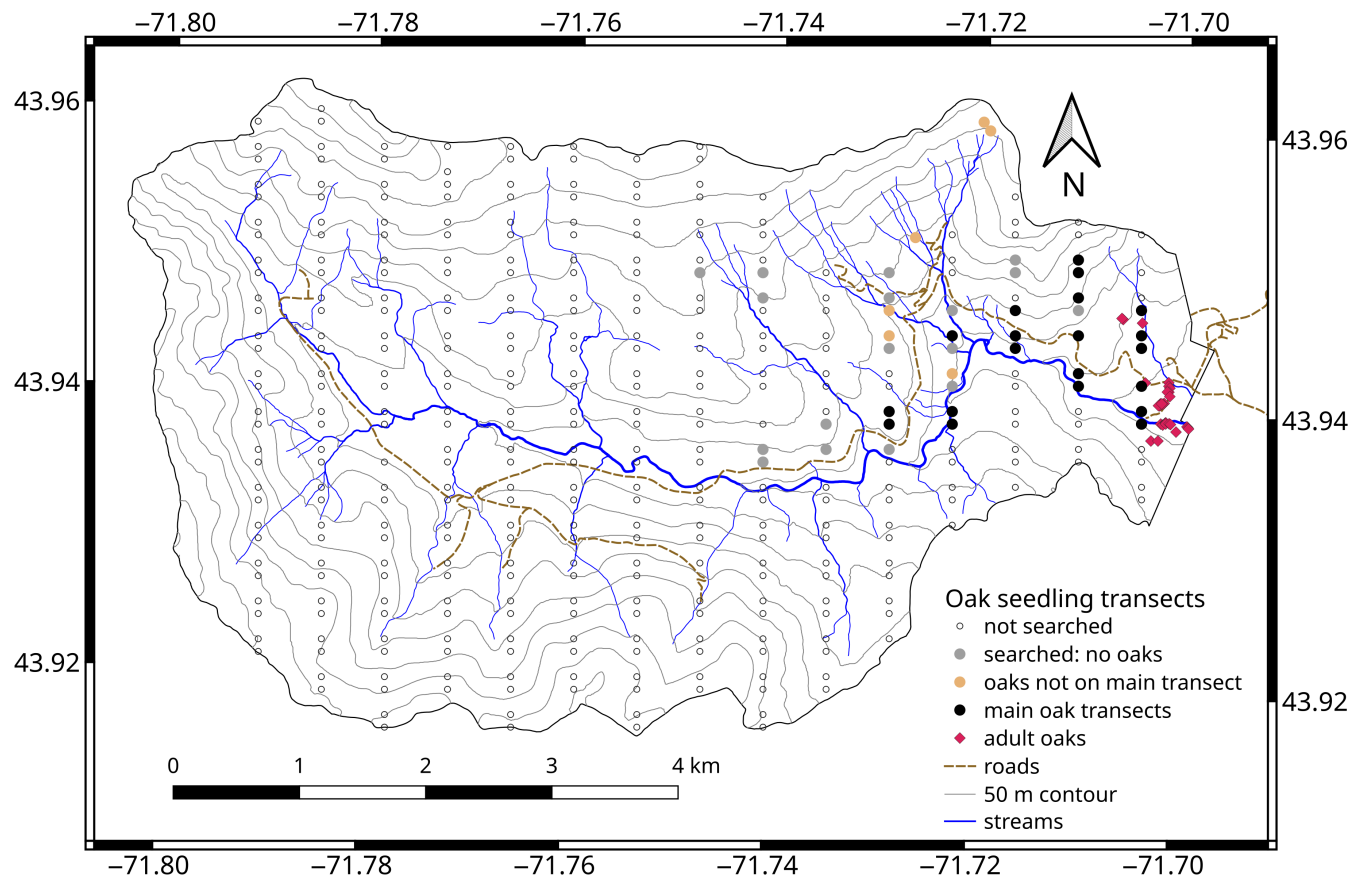 −71.80 −71.78 −71.76 −71.74 −71.72 −71.70
43.96
43.96
N
43.94
43.94
43.92
43.92
Oak seedling transects
not searched
searched: no oaks
oaks not on main transect
main oak transects
adult oaks
roads
50 m contour
streams
0 1 2 3 4 km
−71.80 −71.78 −71.76 −71.74 −71.72 −71.70